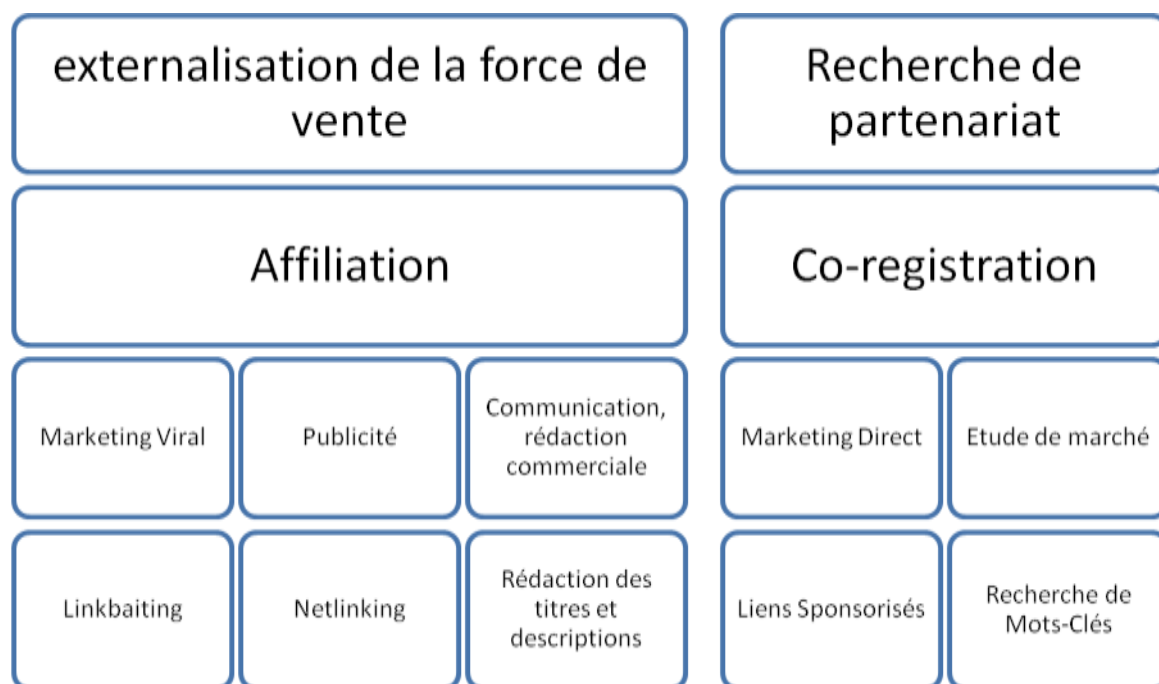 externalisation de la force de
vente
Recherche de
partenariat
Affiliation
Co-registration
Marketing Viral
Publicité
Communication,
rédaction
commerciale
Marketing Direct
Etude de marché
Linkbaiting
Netlinking
Rédaction des
titres et
descriptions
Liens Sponsorisés
Recherche de
Mots-Clés